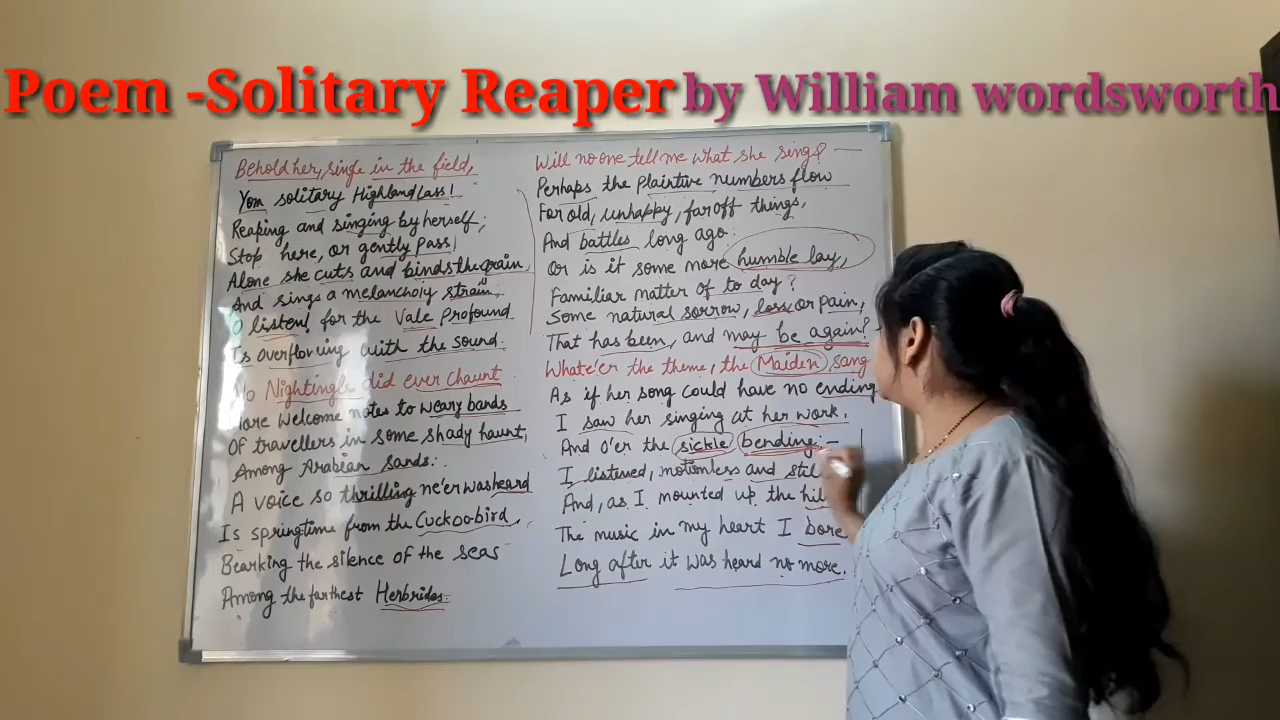 Poem -Solitary Reaper by William wordsworth
Behold her, single in the field,
Yom solitary Highland Lass!
Reaping and singing by herself;
Stop here, or gently pass!
Alone she cuts and binds the grain,
And sings a melancholy strain;
O listen! for the Vale Profound
Is overflowing with the sound.
No Nightingle did ever chaunt
More welcome notes to weary bands
Of travellers in some shady haunt,
Among Arabian sands.
A voice so thrilling ne'er was heard
Is springtime from the Cuckoo-bird,
Bearking the silence of the seas
Among the farthest Herbrides.
Will no one tell me what she sings? —
Perhaps the plaintive numbers flow
For old, unhappy, far off things,
And battles long ago:
Or is it some more humble lay,
Familiar matter of to day?
Some natural sorrow, loss, or pain,
That has been, and may be again?
Whate'er the theme, the Maiden sang
As if her song could have no ending
I saw her singing at her work.
And o'er the sickle bending: —
I listened, motionless and stil
And, as I mounted up the hil
The music in my heart I bore
Long after it was heard no more.